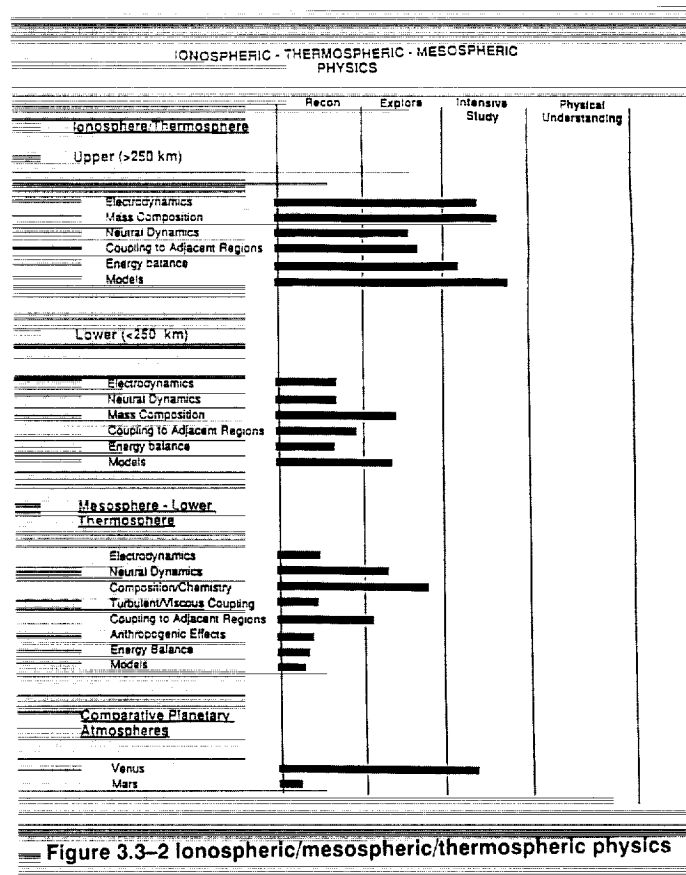 IONOSPHERIC - THERMOSPHERIC - MESOSPHERIC
PHYSICS
Recon Explore Intensive Study Physical Understanding
Ionosphere/Thermosphere
Upper (>250 km)
Electrodynamics
Mass Composition
Neutral Dynamics
Coupling to Adjacent Regions
Energy balance
Models
Lower (<250 km)
Electrodynamics
Neutral Dynamics
Mass Composition
Coupling to Adjacent Regions
Energy balance
Models
Mesosphere - Lower
Thermosphere
Electrodynamics
Neutral Dynamics
Composition/Chemistry
Turbulent/Viscous Coupling
Coupling to Adjacent Regions
Anthropogenic Effects
Energy Balance
Models
Comparative Planetary
Atmospheres
Venus
Mars
Figure 3.3–2 Ionospheric/mesospheric/thermospheric physics